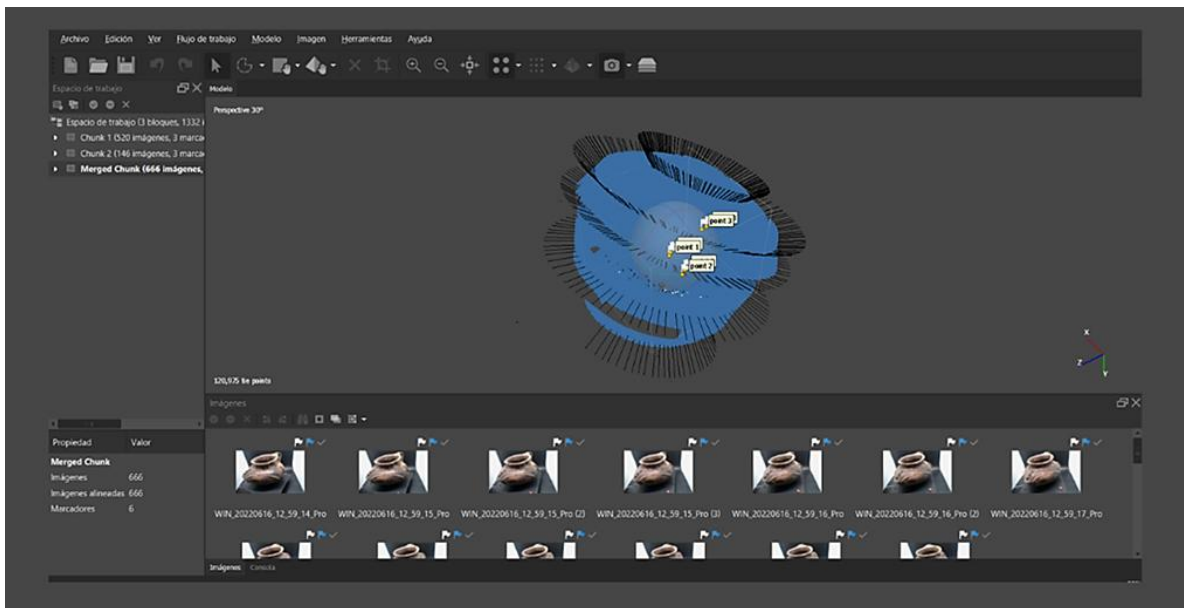 Archivo Edición Ver Flujo de trabajo Modelo Imagen Herramientas Ayuda
Espacio de trabajo
Modelo
Perspective 30°
Espacio de trabajo (3 bloques, 1332 i
Chunk 1 (520 imágenes, 3 marca
Chunk 2 (146 imágenes, 3 marca
Merged Chunk (666 imágenes,
point 3
point 1
point 2
X
Z
Y
120,975 tie points
Imágenes
Propiedad Valor
Merged Chunk
Imágenes 666
Imágenes alineadas 666
Marcadores 6
WIN_20220616_12_59_14_Pro WIN_20220616_12_59_15_Pro WIN_20220616_12_59_15_Pro (2) WIN_20220616_12_59_15_Pro (3) WIN_20220616_12_59_16_Pro WIN_20220616_12_59_16_Pro (2) WIN_20220616_12_59_17_Pro
Imágenes Consola